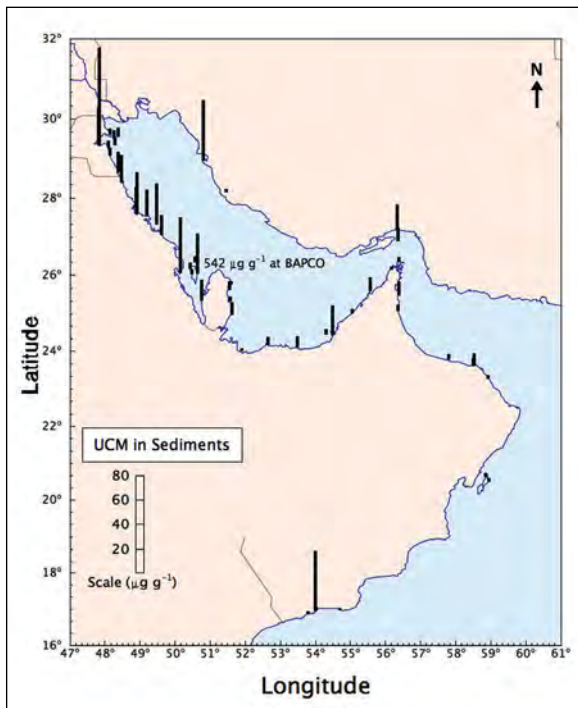 32°
N
30°
28°
542 μg g⁻¹ at BAPCO
26°
Latitude
24°
UCM in Sediments
22°
80
60
20°
40
20
Scale (μg g⁻¹)
18°
16°
47° 48° 49° 50° 51° 52° 53° 54° 55° 56° 57° 58° 59° 60° 61°
Longitude